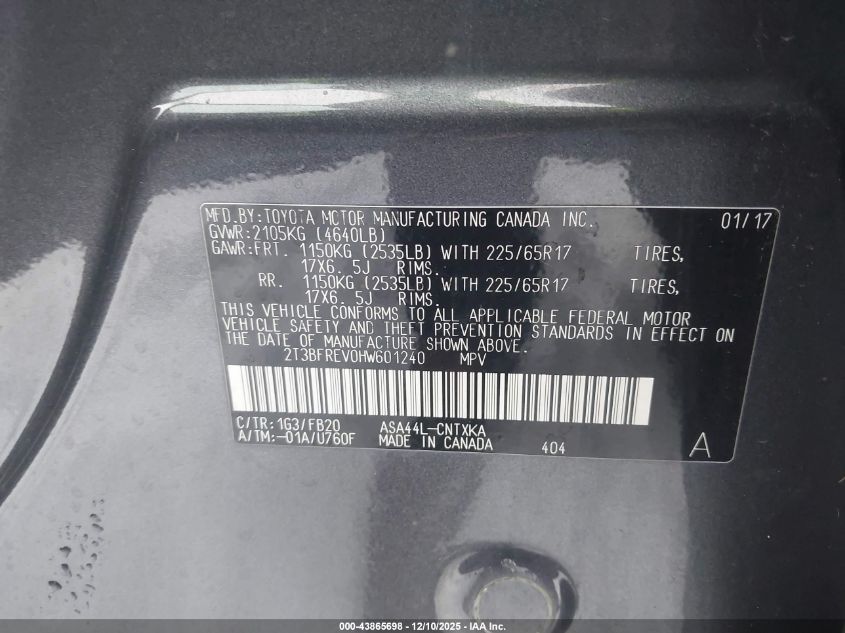 MFD.BY:TOYOTA MOTOR MANUFACTURING CANADA INC. 01/17
GVWR:2105KG (4640LB)
GAWR:FRT. 1150KG (2535LB) WITH 225/65R17 TIRES,
17X6. 5J RIMS.
RR. 1150KG (2535LB) WITH 225/65R17 TIRES,
17X6. 5J RIMS.
THIS VEHICLE CONFORMS TO ALL APPLICABLE FEDERAL MOTOR
VEHICLE SAFETY AND THEFT PREVENTION STANDARDS IN EFFECT ON
THE DATE OF MANUFACTURE SHOWN ABOVE.
2T3BFREV0HW601240 MPV
C/TR:1G3/FB20 ASA44L-CNTXKA
A/TM:-01A/U760F MADE IN CANADA 404 A
000-43865698 - 12/10/2025 - IAA Inc.